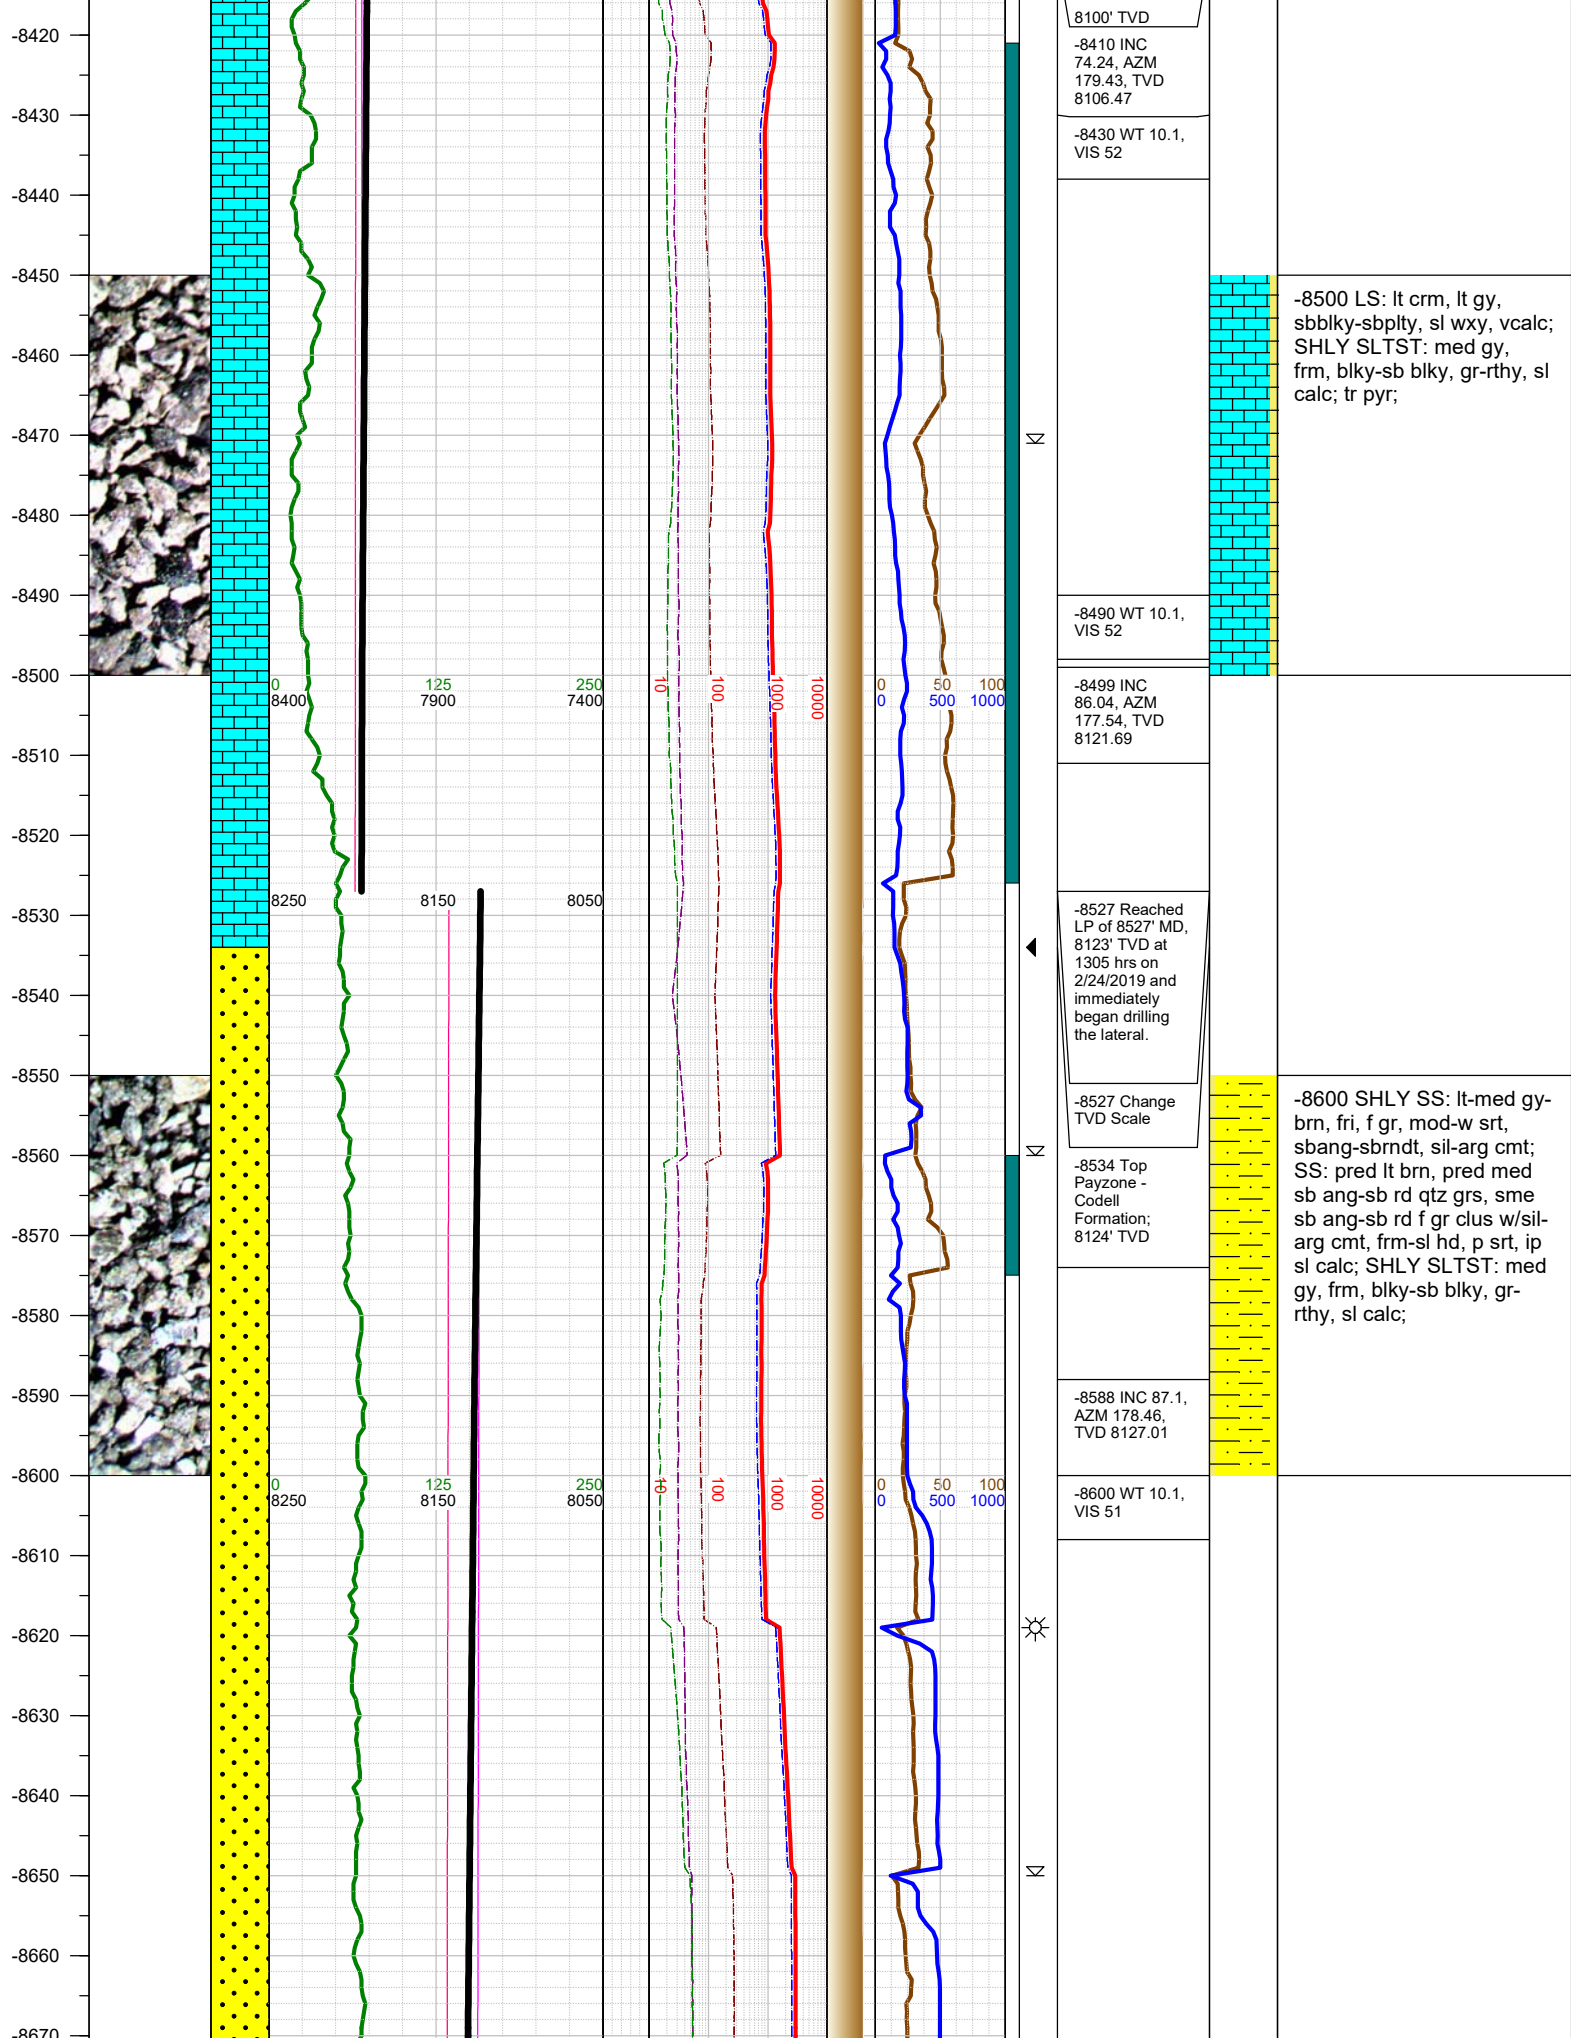 8100' TVD
-8420
-8410 INC
74.24, AZM
179.43, TVD
8106.47
-8430
-8430 WT 10.1,
VIS 52
-8440
-8450
-8500 LS: lt crm, lt gy,
sbblky-sbplty, sl wxy, vcalc;
SHLY SLTST: med gy,
frm, blky-sb blky, gr-rthy, sl
calc; tr pyr;
-8460
-8470
-8480
-8490
-8490 WT 10.1,
VIS 52
-8500
0 125 250
8400 7900 7400
10 100 1000 10000
0 50 100
0 500 1000
-8499 INC
86.04, AZM
177.54, TVD
8121.69
-8510
-8520
8250 8150 8050
-8530
-8527 Reached
LP of 8527' MD,
8123' TVD at
1305 hrs on
2/24/2019 and
immediately
began drilling
the lateral.
-8540
-8550
-8527 Change
TVD Scale
-8600 SHLY SS: lt-med gy-
brn, fri, f gr, mod-w srt,
sbang-sbrndt, sil-arg cmt;
SS: pred lt brn, pred med
sb ang-sb rd qtz grs, sme
sb ang-sb rd f gr clus w/sil-
arg cmt, frm-sl hd, p srt, ip
sl calc; SHLY SLTST: med
gy, frm, blky-sb blky, gr-
rthy, sl calc;
-8560
-8534 Top
Payzone -
Codell
Formation;
8124' TVD
-8570
-8580
-8590
-8588 INC 87.1,
AZM 178.46,
TVD 8127.01
-8600
0 125 250
8250 8150 8050
10 100 1000 10000
0 50 100
0 500 1000
-8600 WT 10.1,
VIS 51
-8610
-8620
-8630
-8640
-8650
-8660
-8670